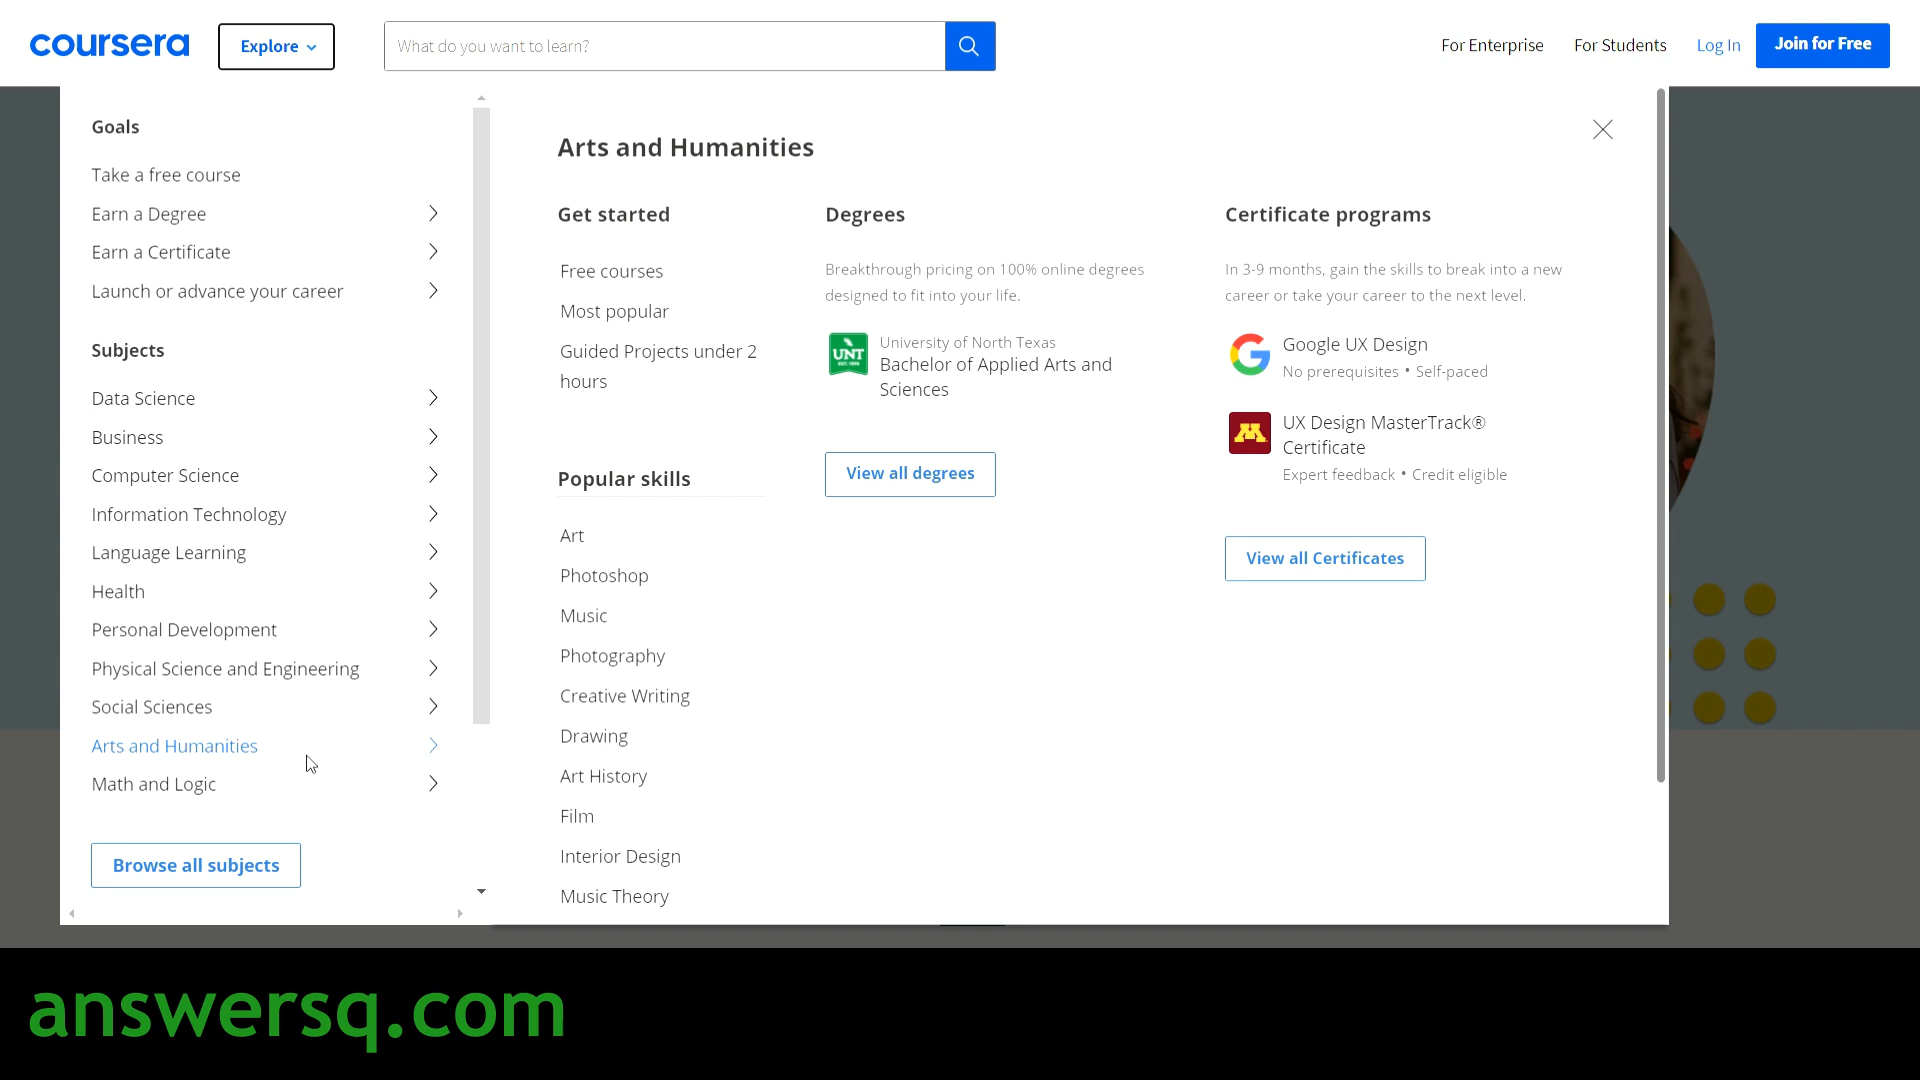 coursera
Explore
What do you want to learn?
For Enterprise
For Students
Log In
Join for Free
Goals
Take a free course
Earn a Degree
Earn a Certificate
Launch or advance your career
Subjects
Data Science
Business
Computer Science
Information Technology
Language Learning
Health
Personal Development
Physical Science and Engineering
Social Sciences
Arts and Humanities
Math and Logic
Browse all subjects
Arts and Humanities
Get started
Free courses
Most popular
Guided Projects under 2
hours
Popular skills
Art
Photoshop
Music
Photography
Creative Writing
Drawing
Art History
Film
Interior Design
Music Theory
Degrees
Breakthrough pricing on 100% online degrees
designed to fit into your life.
UNT
University of North Texas
Bachelor of Applied Arts and
Sciences
View all degrees
Certificate programs
In 3-9 months, gain the skills to break into a new
career or take your career to the next level.
G
Google UX Design
No prerequisites • Self-paced
M
UX Design MasterTrack®
Certificate
Expert feedback • Credit eligible
View all Certificates
answersq.com